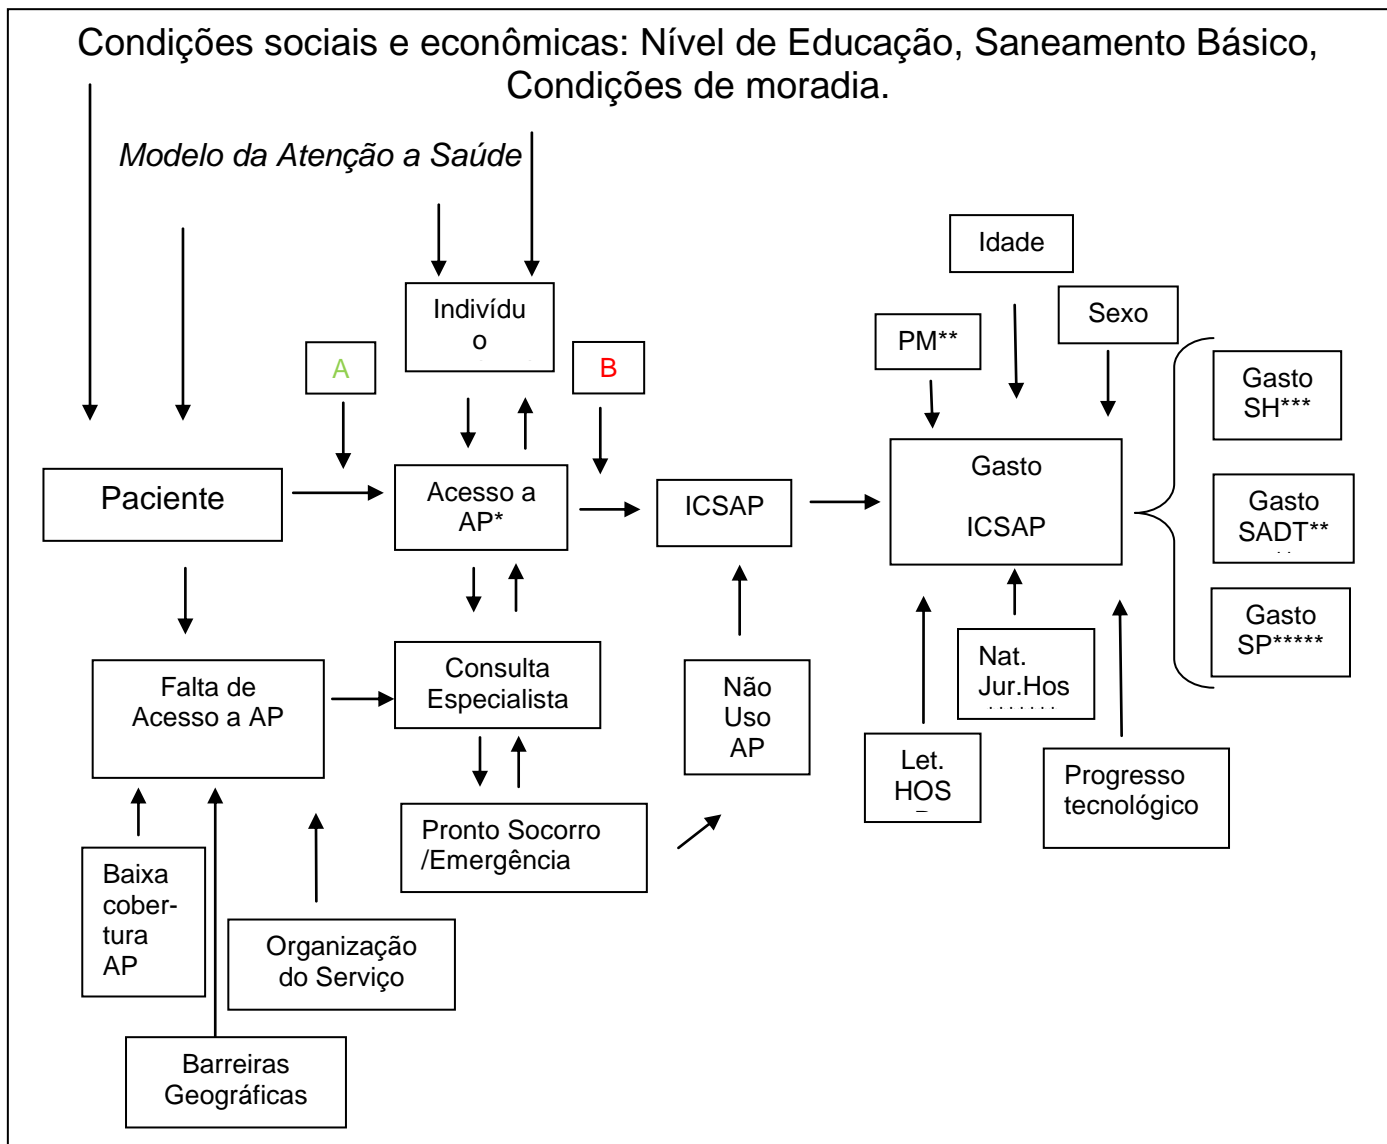 Condições sociais e econômicas: Nível de Educação, Saneamento Básico,
Condições de moradia.
Modelo da Atenção a Saúde
Idade
Indivídu
o
Sexo
PM**
A
B
Gasto
SH***
Paciente
Acesso a
AP*
ICSAP
Gasto
ICSAP
Gasto
SADT**
Gasto
SP*****
Falta de
Acesso a AP
Consulta
Especialista
Não
Uso
AP
Nat.
Jur.Hos
Let.
HOS
Progresso
tecnológico
Pronto Socorro
/Emergência
Baixa
cober-
tura
AP
Organização
do Serviço
Barreiras
Geográficas